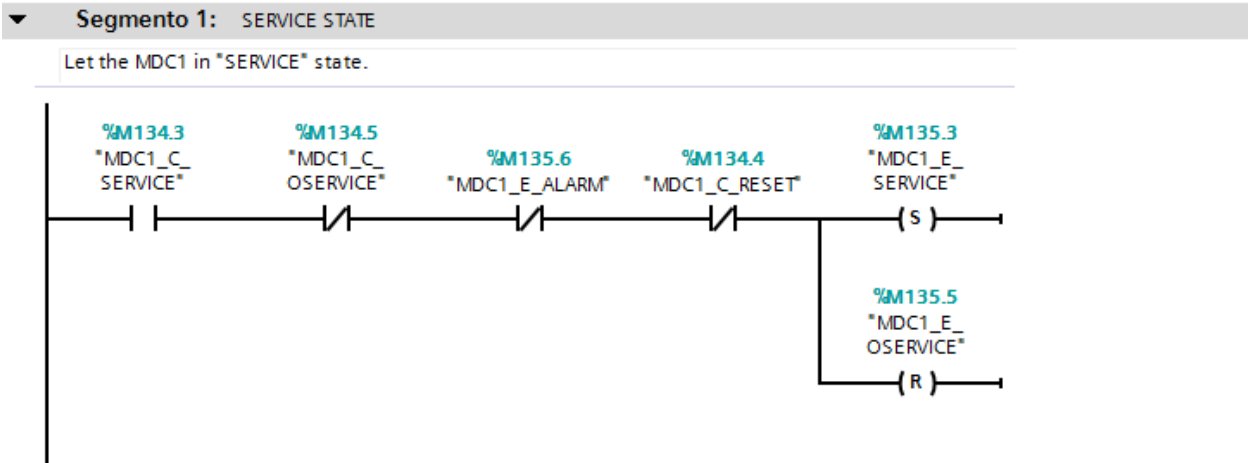 Segmento 1: SERVICE STATE
Let the MDC1 in "SERVICE" state.
%M134.3
"MDC1_C_
SERVICE"
%M134.5
"MDC1_C_
OSERVICE"
%M135.6
"MDC1_E_ALARM"
%M134.4
"MDC1_C_RESET"
%M135.3
"MDC1_E_
SERVICE"
S
%M135.5
"MDC1_E_
OSERVICE"
R